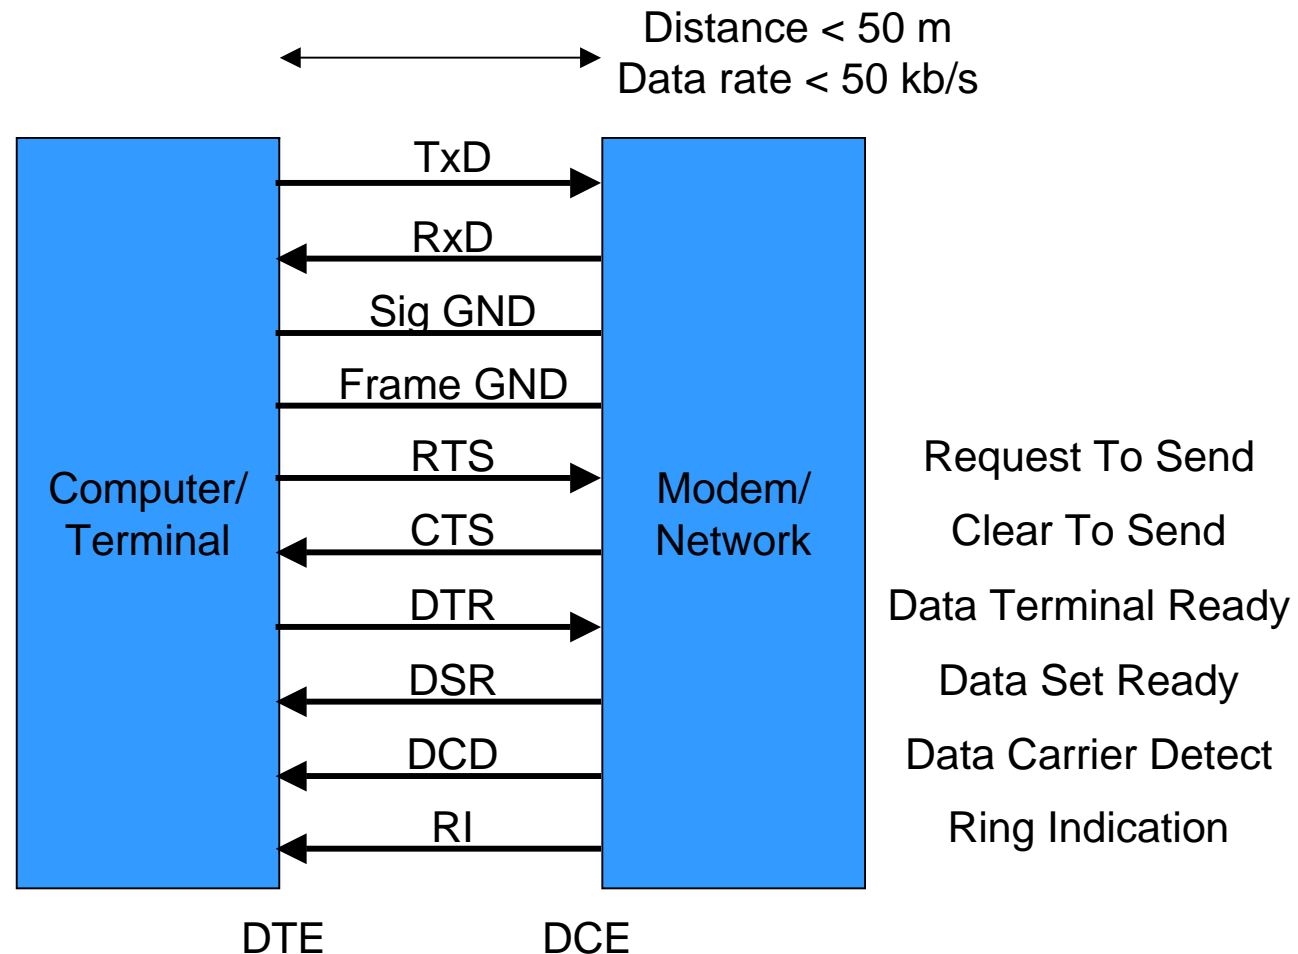 Distance < 50 m
Data rate < 50 kb/s
TxD
RxD
Sig GND
Frame GND
RTS
Request To Send
Computer/
Terminal
Modem/
Network
CTS
Clear To Send
DTR
Data Terminal Ready
DSR
Data Set Ready
DCD
Data Carrier Detect
RI
Ring Indication
DTE
DCE